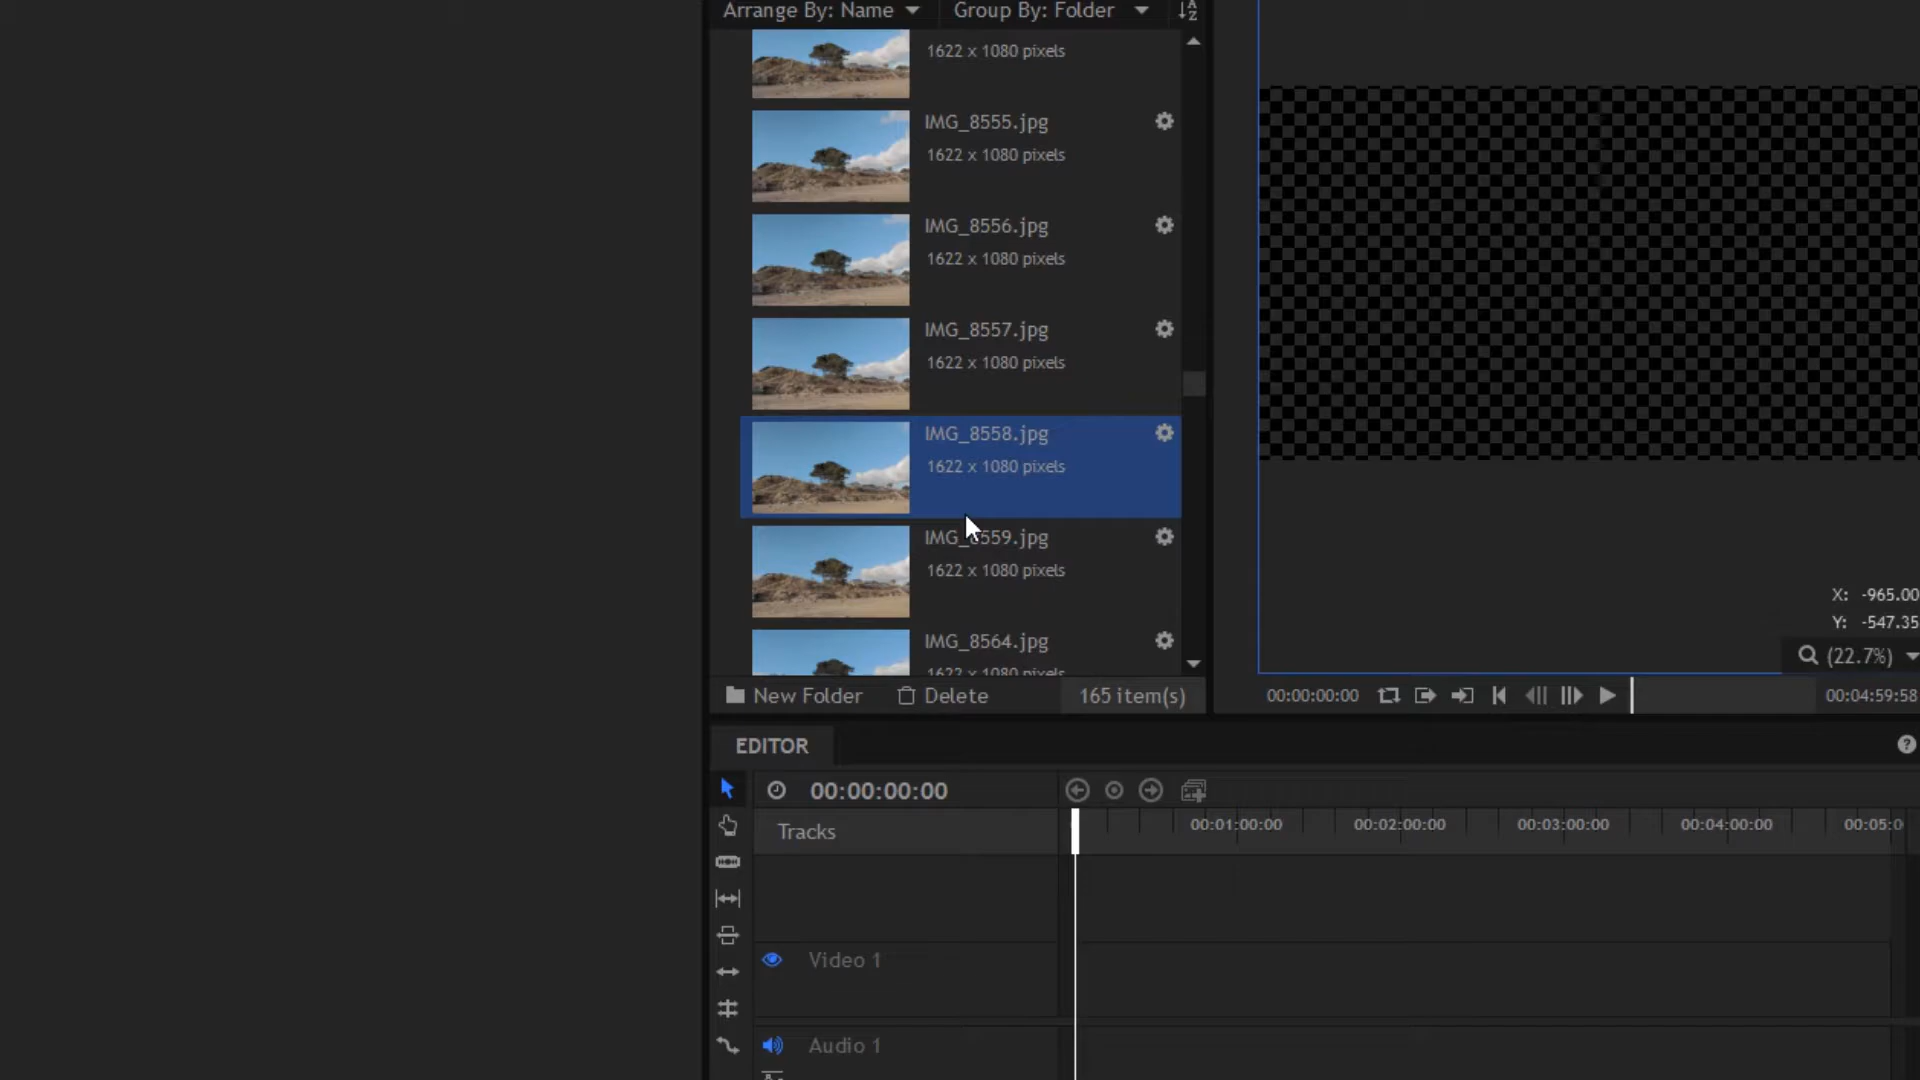 Arrange By: Name
Group By: Folder
A
Z
1622 x 1080 pixels
IMG_8555.jpg
1622 x 1080 pixels
IMG_8556.jpg
1622 x 1080 pixels
IMG_8557.jpg
1622 x 1080 pixels
IMG_8558.jpg
1622 x 1080 pixels
IMG_8559.jpg
1622 x 1080 pixels
IMG_8564.jpg
1622 x 1080 pixels
New Folder
Delete
165 item(s)
X: -965.00
Y: -547.35
(22.7%)
00:00:00:00
00:04:59:58
EDITOR
?
00:00:00:00
Tracks
00:01:00:00
00:02:00:00
00:03:00:00
00:04:00:00
00:05:0
Video 1
Audio 1